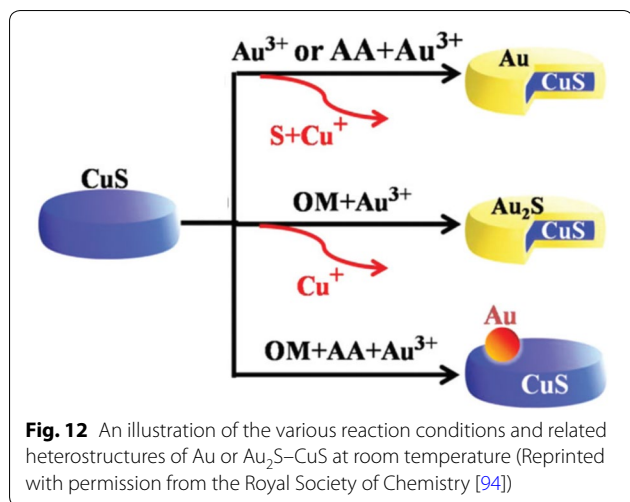 Au³⁺ or AA+Au³⁺
Au
CuS
S+Cu⁺
CuS
OM+Au³⁺
Au₂S
CuS
Cu⁺
OM+AA+Au³⁺
Au
CuS
Fig. 12 An illustration of the various reaction conditions and related
heterostructures of Au or Au₂S–CuS at room temperature (Reprinted
with permission from the Royal Society of Chemistry [94])